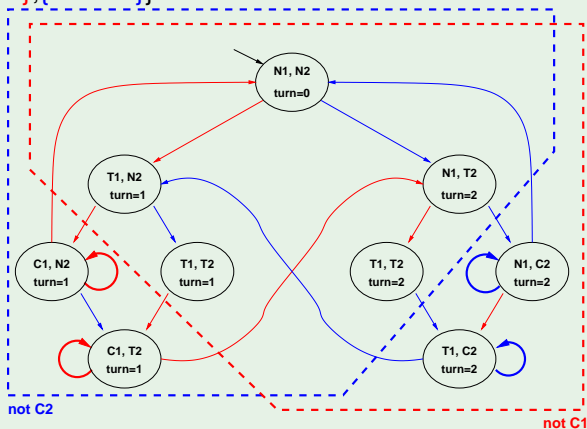 N1, N2
turn=0
T1, N2
turn=1
N1, T2
turn=2
C1, N2
turn=1
T1, T2
turn=1
T1, T2
turn=2
N1, C2
turn=2
C1, T2
turn=1
T1, C2
turn=2
not C2
not C1